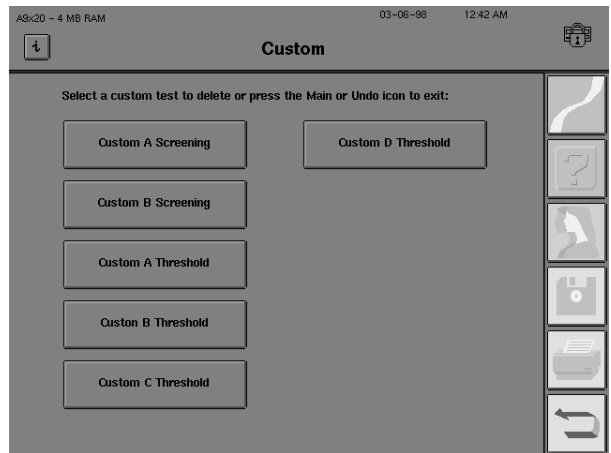 A9x20 - 4 MB RAM 03-06-98 12:42 AM
i
Custom
Select a custom test to delete or press the Main or Undo icon to exit:
Custom A Screening
Custom D Threshold
Custom B Screening
Custom A Threshold
Custon B Threshold
Custom C Threshold
?